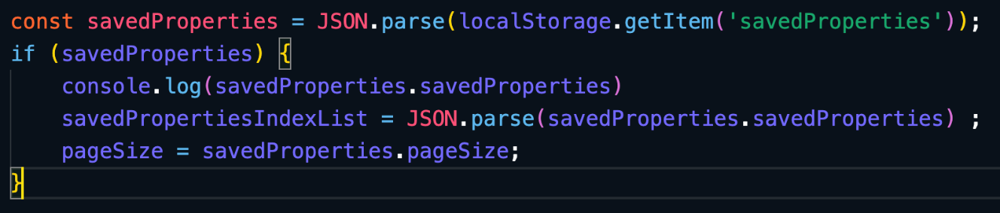 const savedProperties = JSON.parse(localStorage.getItem('savedProperties'));
if (savedProperties) {
    console.log(savedProperties.savedProperties)
    savedPropertiesIndexList = JSON.parse(savedProperties.savedProperties) ;
    pageSize = savedProperties.pageSize;
}